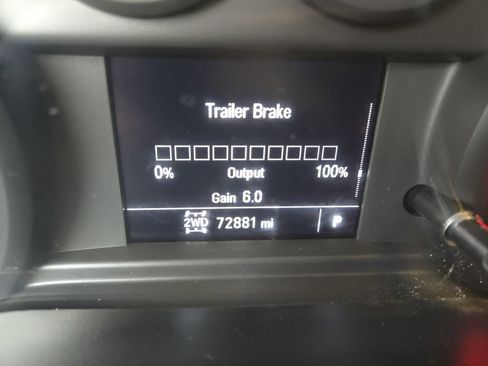 Trailer Brake
0% Output 100%
Gain 6.0
2WD 72881 mi P